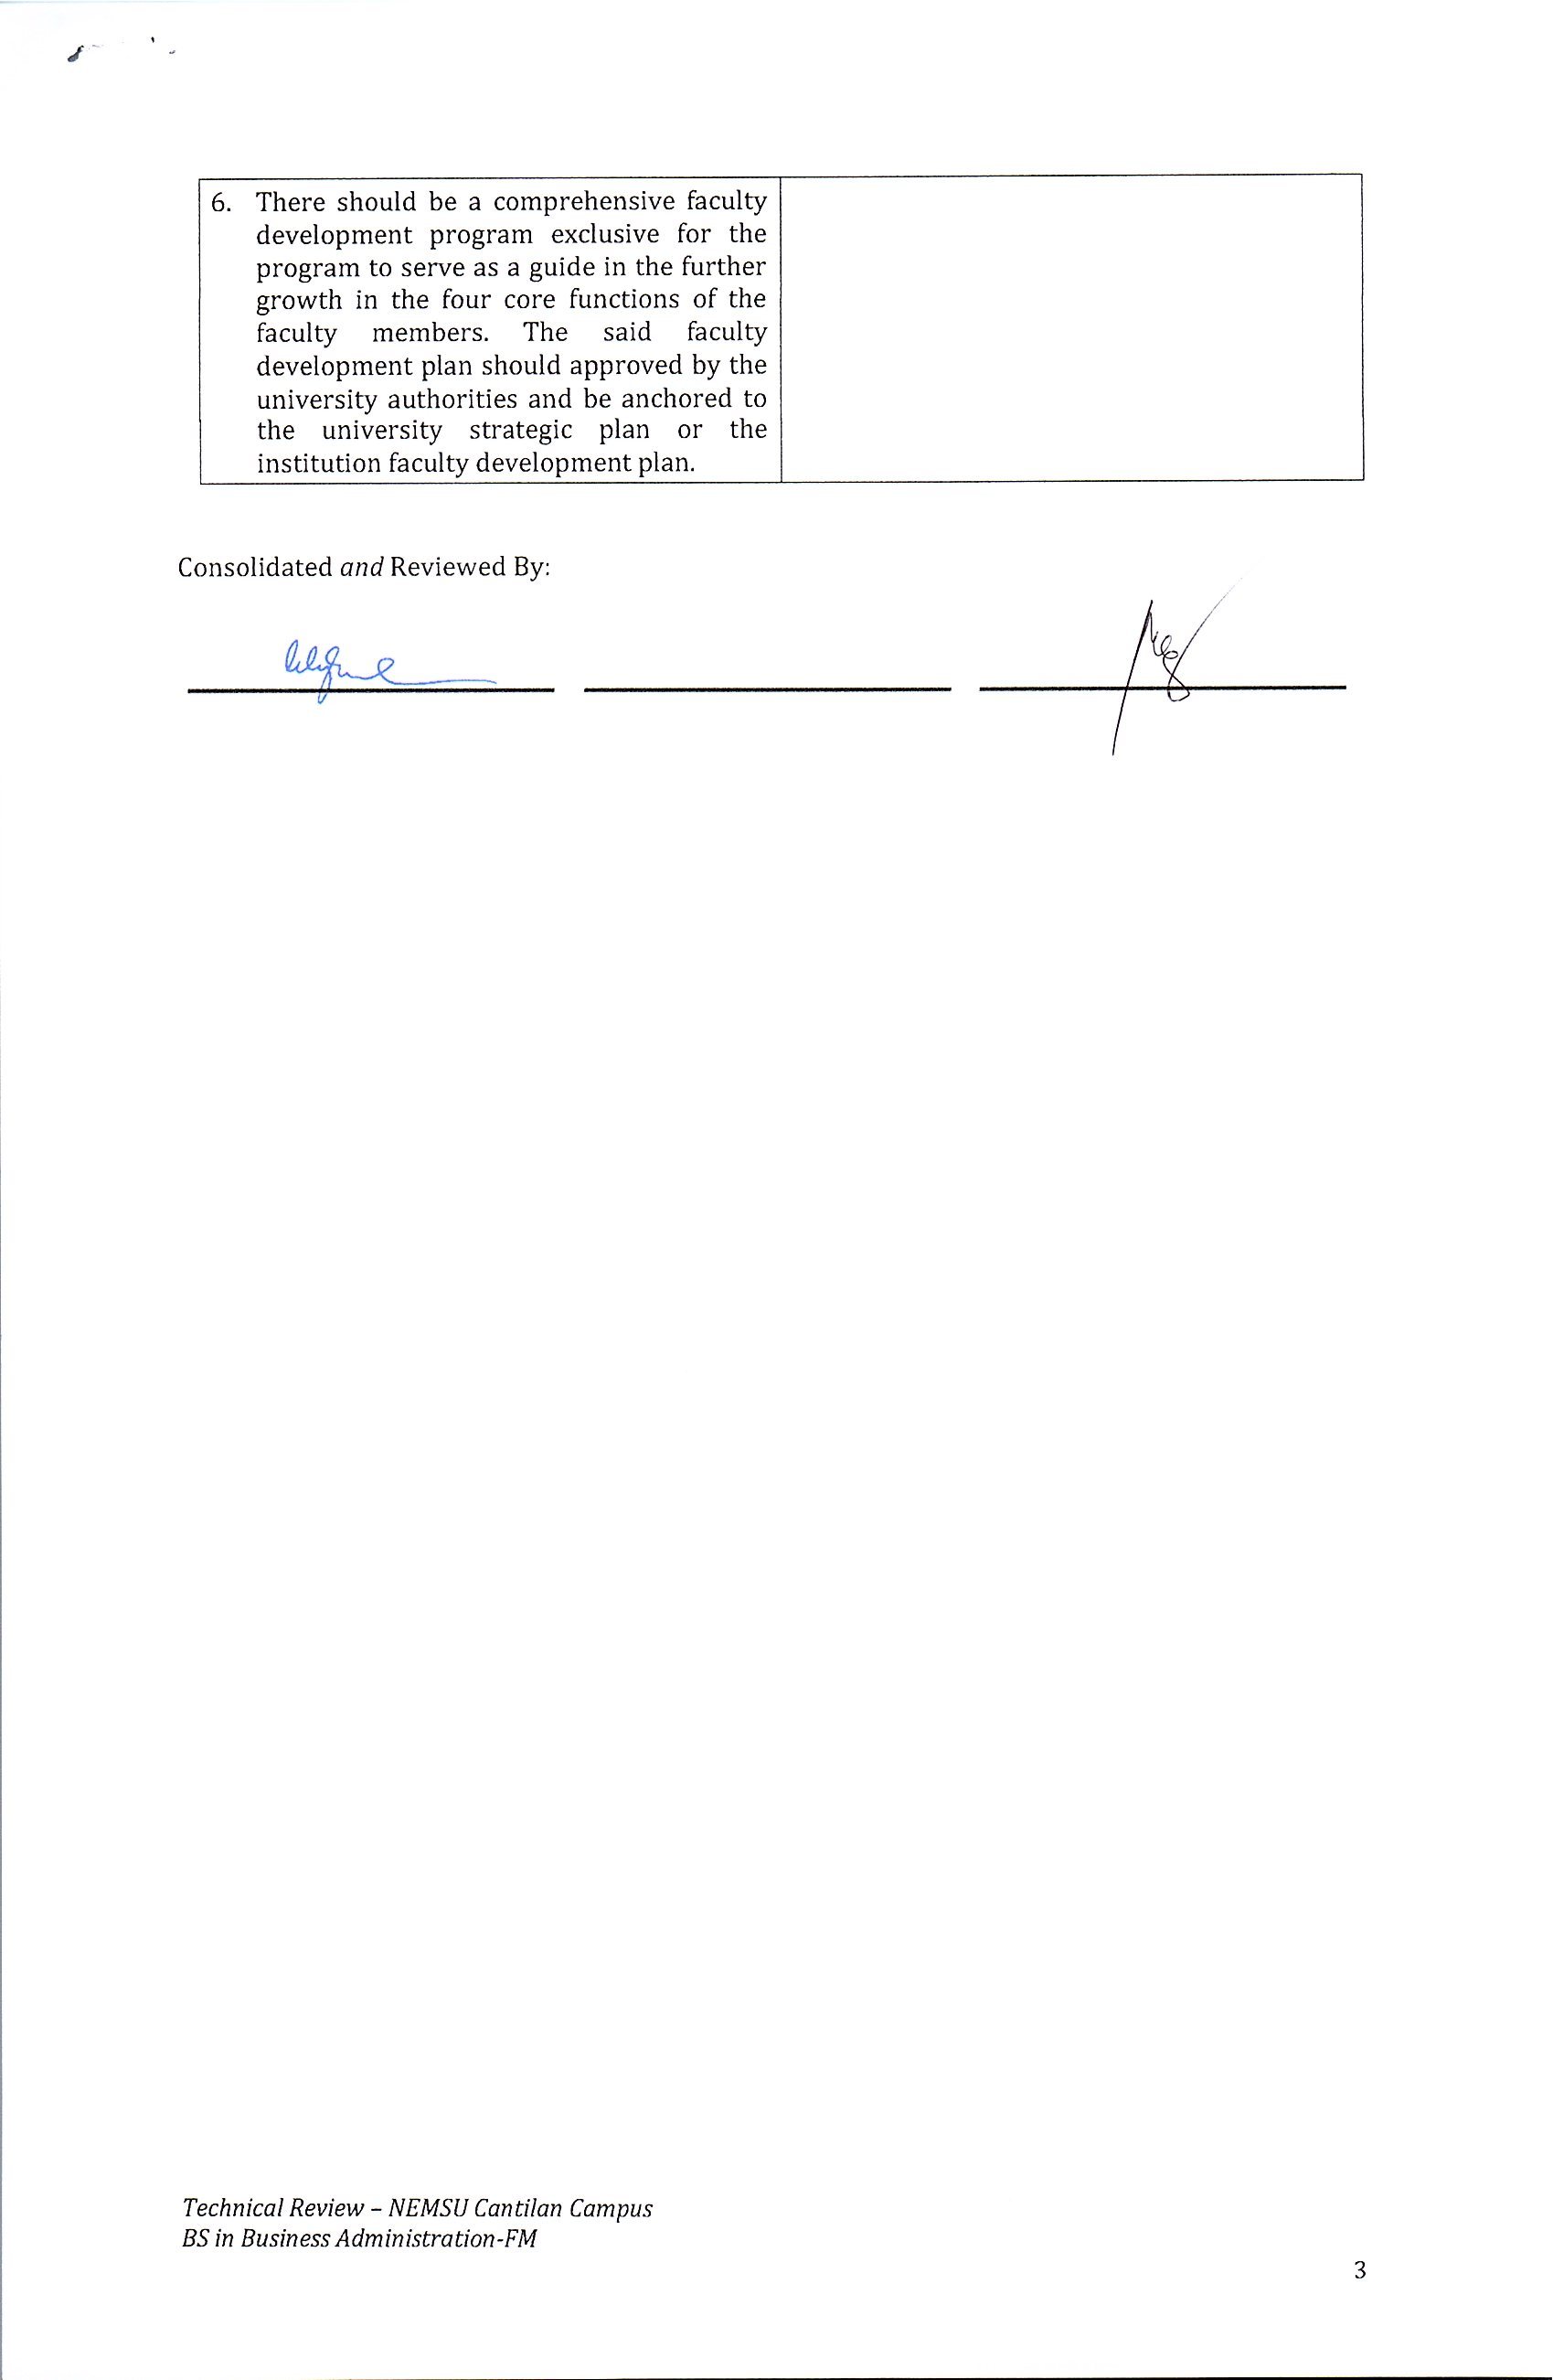 6. There should be a comprehensive faculty
development program exclusive for the
program to serve as a guide in the further
growth in the four core functions of the
faculty members. The said faculty
development plan should approved by the
university authorities and be anchored to
the university strategic plan or the
institution faculty development plan.
Consolidated and Reviewed By:
Technical Review – NEMSU Cantilan Campus
BS in Business Administration-FM
3